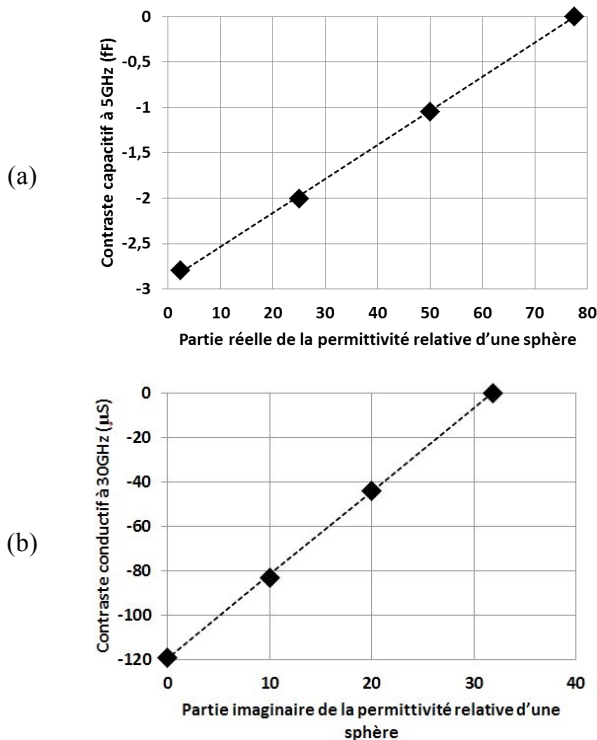 0
-0,5
-1
-1,5
-2
-2,5
-3
Contraste capacitif à 5GHz (fF)
(a)
0 10 20 30 40 50 60 70 80
Partie réelle de la permittivité relative d’une sphère
0
-20
-40
-60
-80
-100
-120
Contraste conductif à 30GHz (µS)
(b)
0 10 20 30 40
Partie imaginaire de la permittivité relative d’une
sphère